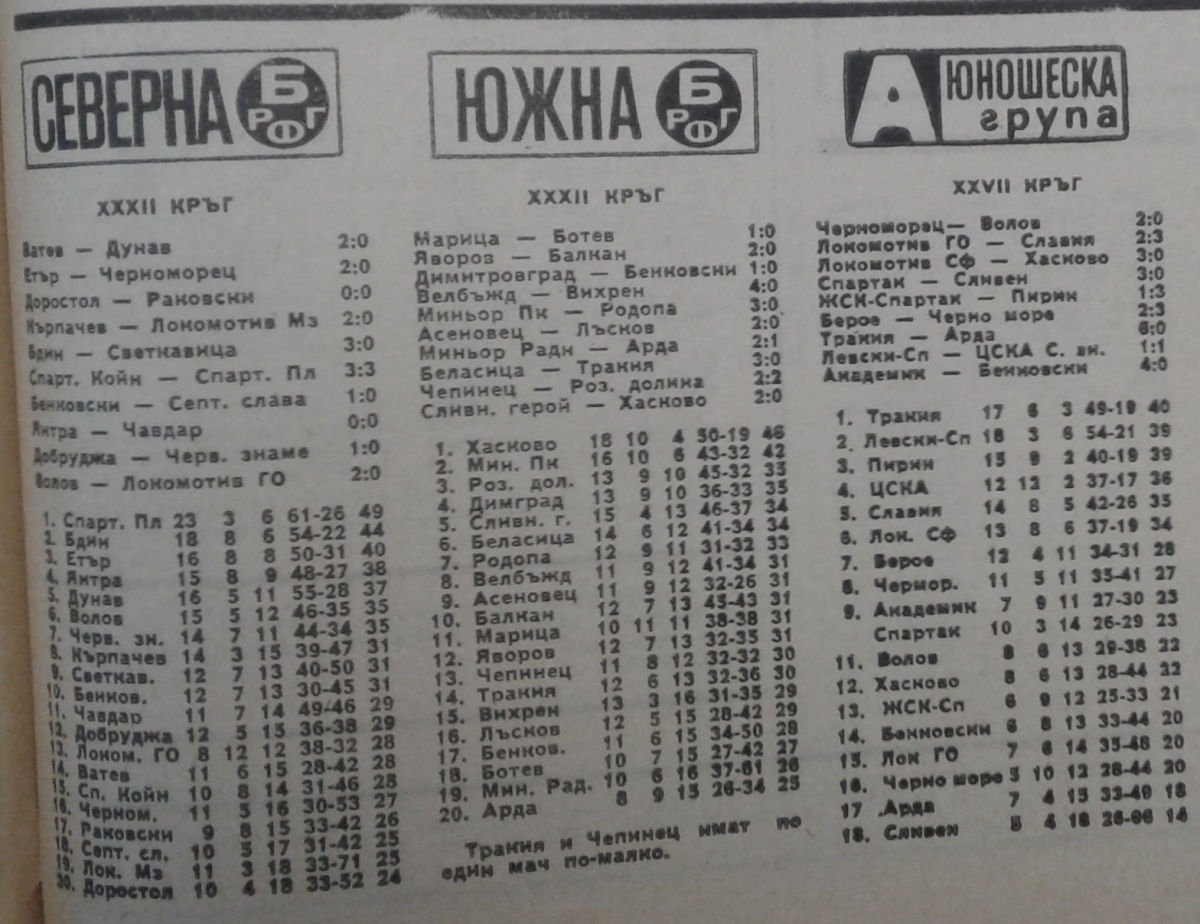 СЕВЕРНА Б РФГ
XXXII КРЪГ
Ватев — Дунав 2:0
Етър — Черноморец 2:0
Доростол — Раковски 0:0
Кърпачев — Локомотив Мз 2:0
Бдин — Светкавица 3:0
Спарт. Койн — Спарт. Пл 3:3
Бенковски — Септ. слава 1:0
Янтра — Чавдар 0:0
Добруджа — Черв. знаме 1:0
Волов — Локомотив ГО 2:0
1. Спарт. Пл 23 3 6 61-26 49
2. Бдин 18 8 6 54-22 44
3. Етър 16 8 8 50-31 40
4. Янтра 15 8 9 48-27 38
5. Дунав 16 5 11 55-28 37
6. Волов 15 5 12 46-35 35
7. Черв. зн. 14 7 11 44-34 35
8. Кърпачев 14 3 15 39-47 31
9. Светкав. 12 7 13 40-50 31
10. Бенков. 12 7 13 30-45 31
11. Чавдар 11 7 14 49-46 29
12. Добруджа 12 5 15 36-38 29
13. Локом. ГО 8 12 12 38-32 28
14. Ватев 11 6 15 28-42 28
15. Сп. Койн 10 8 14 31-46 28
16. Черном. 11 5 16 30-53 27
17. Раковски 9 8 15 33-42 26
18. Септ. сл. 10 5 17 31-42 25
19. Лок. Мз 11 3 18 33-71 25
20. Доростол 10 4 18 33-52 24
ЮЖНА Б РФГ
XXXII КРЪГ
Марица — Ботев 1:0
Яворов — Балкан 2:0
Димитровград — Бенковски 1:0
Велбъжд — Вихрен 4:0
Миньор Пк — Родопа 3:0
Асеновец — Лъсков 2:0
Миньор Радн — Арда 2:1
Беласица — Тракия 3:0
Чепинец — Роз. долина 2:2
Сливн. герой — Хасково 2:0
1. Хасково 18 10 4 50-19 46
2. Мин. Пк 16 10 6 43-32 42
3. Роз. дол. 13 9 10 45-32 35
4. Димград 13 9 10 36-33 35
5. Сливн. г. 15 4 13 46-37 34
6. Беласица 14 6 12 41-34 34
7. Родопа 12 9 11 31-32 33
8. Велбъжд 11 9 12 41-34 31
9. Асеновец 11 9 12 32-26 31
10. Балкан 12 7 13 45-43 31
11. Марица 10 11 11 38-38 31
12. Яворов 12 7 13 32-35 31
13. Чепинец 11 8 12 32-32 30
14. Тракия 12 6 13 32-36 30
15. Вихрен 13 3 16 31-35 29
16. Лъсков 12 5 15 28-42 29
17. Бенков. 11 6 15 34-50 28
18. Ботев 10 7 15 27-42 27
19. Мин. Рад. 10 6 16 37-61 26
20. Арда 8 9 15 26-34 25
Тракия и Чепинец имат по
един мач по-малко.
А ЮНОШЕСКА
група
XXVII КРЪГ
Черноморец — Волов 2:0
Локомотив ГО — Славия 2:3
Локомотив СФ — Хасково 3:0
Спартак — Сливен 3:0
ЖСК-Спартак — Пирин 1:3
Берое — Черно море 2:3
Тракия — Арда 6:0
Левски-Сп — ЦСКА С. зн. 1:1
Академик — Бенковски 4:0
1. Тракия 17 6 3 49-19 40
2. Левски-Сп 18 3 6 54-21 39
3. Пирин 15 9 2 40-19 39
4. ЦСКА 12 12 2 37-17 36
5. Славия 14 8 5 42-26 35
6. Лок. Сф 13 8 6 37-19 34
7. Берое 12 4 11 34-31 28
8. Чермор. 11 5 11 35-41 27
9. Академик 7 9 11 27-30 23
Спартак 10 3 14 26-29 23
11. Волов 8 6 13 29-38 22
12. Хасково 8 6 13 28-44 22
13. ЖСК-Сп 6 9 12 25-33 21
14. Бенковски 6 8 13 33-44 20
15. Лок ГО 7 6 14 35-48 20
16. Черно море 5 10 12 28-44 20
17 Арда 7 4 15 33-49 18
18. Сливен 5 4 18 26-66 14